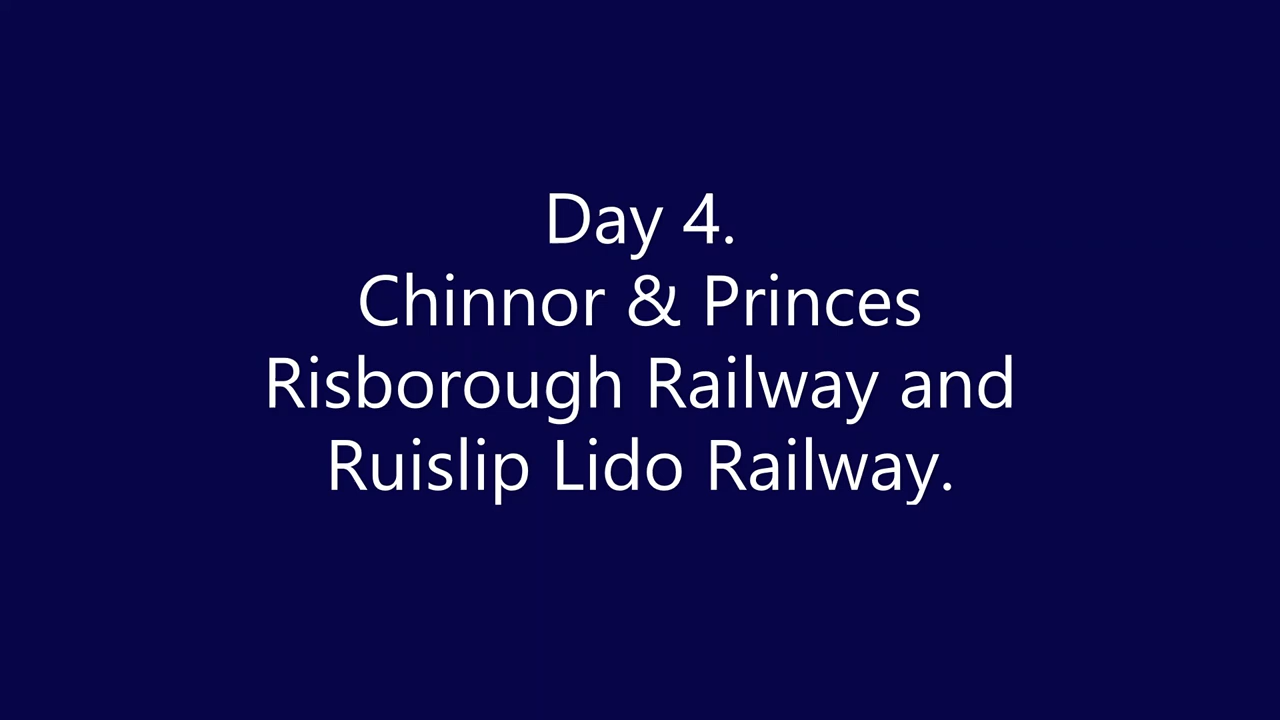 Day 4.
Chinnor & Princes
Risborough Railway and
Ruislip Lido Railway.